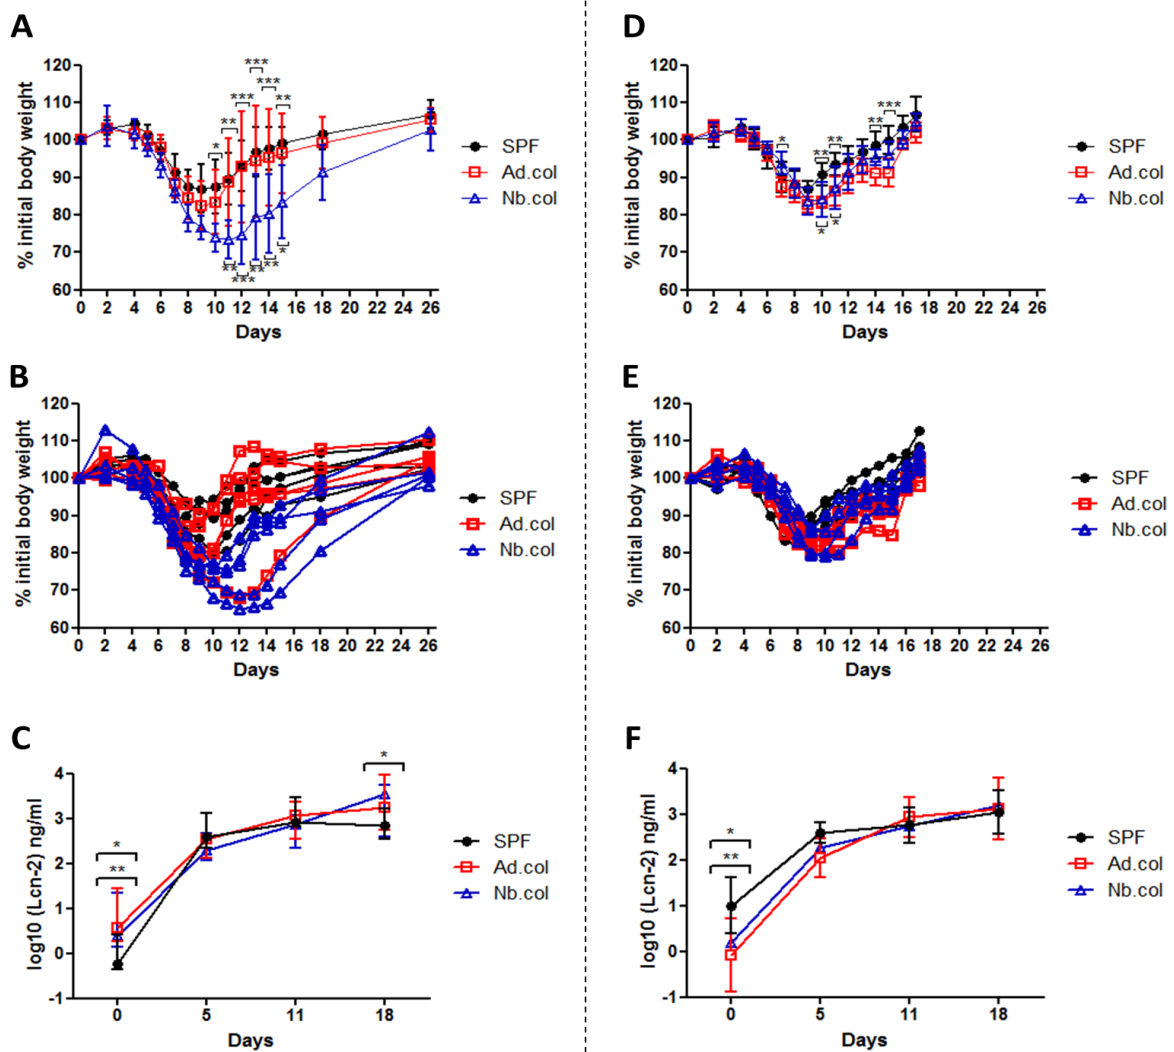 A
% initial body weight
120
110
100
90
80
70
60
* ** *** *** *** **
** *** ** ** *
0 2 4 6 8 10 12 14 16 18 20 22 24 26
Days
SPF
Ad.col
Nb.col
D
% initial body weight
120
110
100
90
80
70
60
* ** ** ** ***
* *
0 2 4 6 8 10 12 14 16 18 20 22 24 26
Days
SPF
Ad.col
Nb.col
B
% initial body weight
120
110
100
90
80
70
60
0 2 4 6 8 10 12 14 16 18 20 22 24 26
Days
SPF
Ad.col
Nb.col
E
% initial body weight
120
110
100
90
80
70
60
0 2 4 6 8 10 12 14 16 18 20 22 24 26
Days
SPF
Ad.col
Nb.col
C
log10 (Lcn-2) ng/ml
4
3
2
1
0
-1
*
**
*
0 5 11 18
Days
SPF
Ad.col
Nb.col
F
log10 (Lcn-2) ng/ml
4
3
2
1
0
-1
*
**
0 5 11 18
Days
SPF
Ad.col
Nb.col